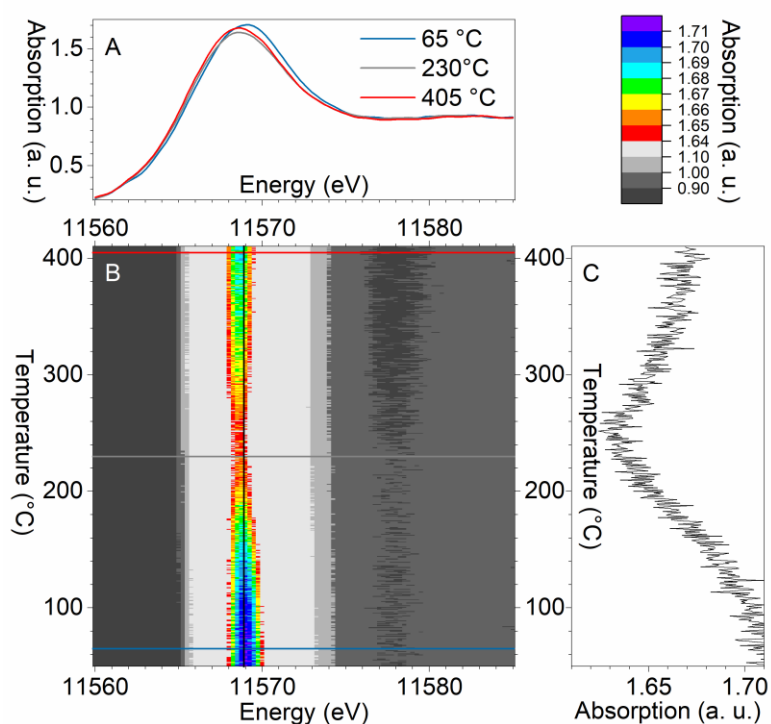 A
Absorption (a. u.)
1.5
1.0
0.5
65 °C
230°C
405 °C
Energy (eV)
11560 11570 11580
1.71
1.70
1.69
1.68
1.67
1.66
1.65
1.64
1.10
1.00
0.90
Absorption (a. u.)
B
Temperature (°C)
400
300
200
100
11560 11570 11580
Energy (eV)
C
Temperature (°C)
400
300
200
100
1.65 1.70
Absorption (a. u.)